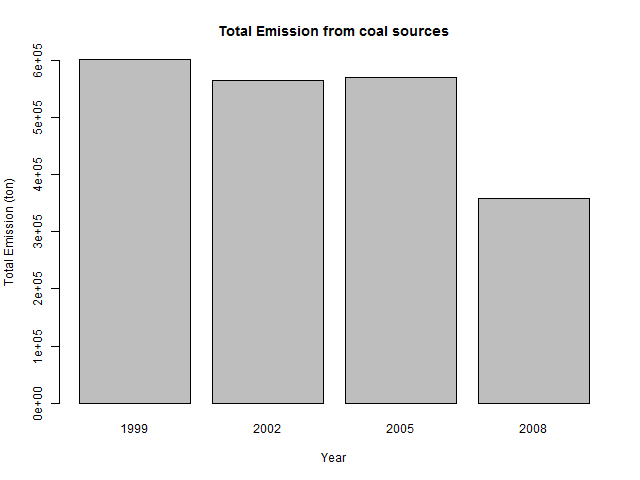 Total Emission from coal sources
Total Emission (ton)
6e+05
5e+05
4e+05
3e+05
2e+05
1e+05
0e+00
1999 2002 2005 2008
Year